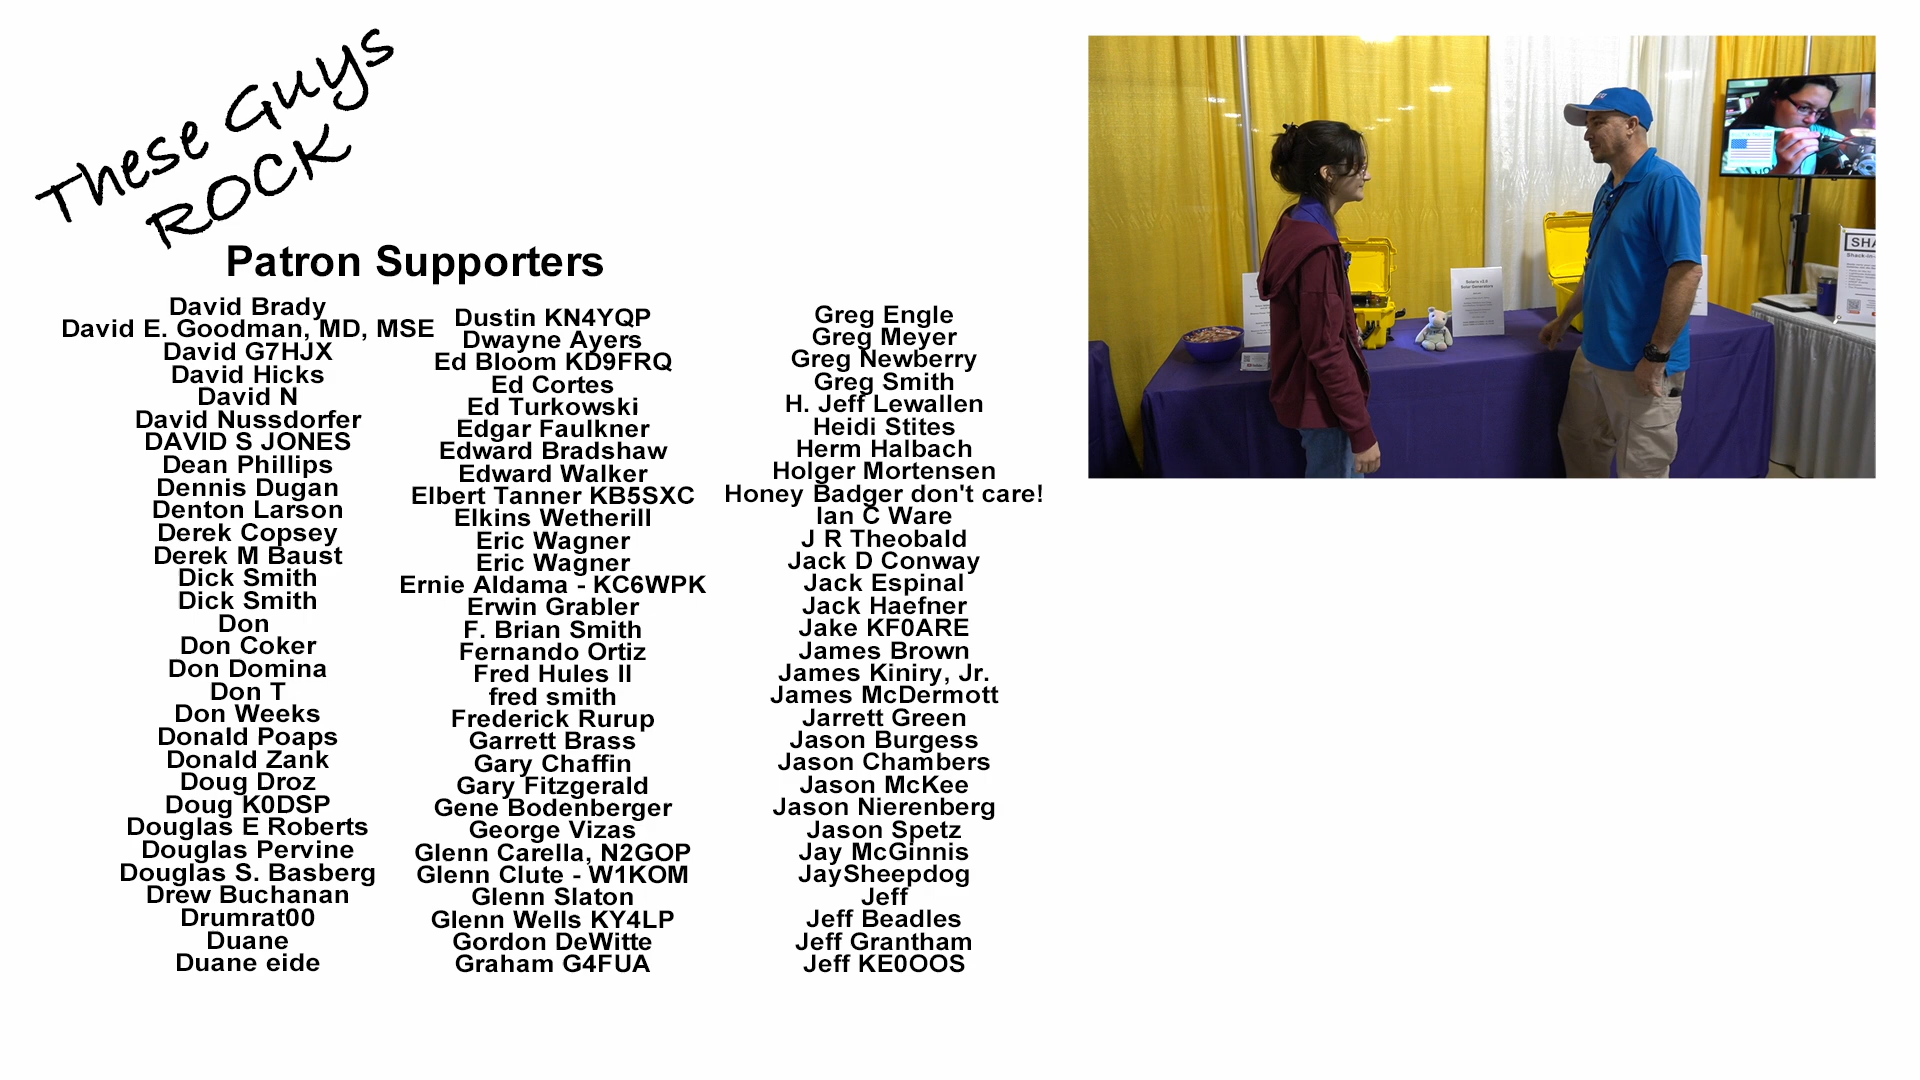 These Guys
ROCK
Patron Supporters
David Brady
David E. Goodman, MD, MSE
David G7HJX
David Hicks
David N
David Nussdorfer
DAVID S JONES
Dean Phillips
Dennis Dugan
Denton Larson
Derek Copsey
Derek M Baust
Dick Smith
Dick Smith
Don
Don Coker
Don Domina
Don T
Don Weeks
Donald Poaps
Donald Zank
Doug Droz
Doug K0DSP
Douglas E Roberts
Douglas Pervine
Douglas S. Basberg
Drew Buchanan
Drumrat00
Duane
Duane eide
Dustin KN4YQP
Dwayne Ayers
Ed Bloom KD9FRQ
Ed Cortes
Ed Turkowski
Edgar Faulkner
Edward Bradshaw
Edward Walker
Elbert Tanner KB5SXC
Elkins Wetherill
Eric Wagner
Eric Wagner
Ernie Aldama - KC6WPK
Erwin Grabler
F. Brian Smith
Fernando Ortiz
Fred Hules II
fred smith
Frederick Rurup
Garrett Brass
Gary Chaffin
Gary Fitzgerald
Gene Bodenberger
George Vizas
Glenn Carella, N2GOP
Glenn Clute - W1KOM
Glenn Slaton
Glenn Wells KY4LP
Gordon DeWitte
Graham G4FUA
Greg Engle
Greg Meyer
Greg Newberry
Greg Smith
H. Jeff Lewallen
Heidi Stites
Herm Halbach
Holger Mortensen
Honey Badger don't care!
Ian C Ware
J R Theobald
Jack D Conway
Jack Espinal
Jack Haefner
Jake KF0ARE
James Brown
James Kiniry, Jr.
James McDermott
Jarrett Green
Jason Burgess
Jason Chambers
Jason McKee
Jason Nierenberg
Jason Spetz
Jay McGinnis
JaySheepdog
Jeff
Jeff Beadles
Jeff Grantham
Jeff KE0OOS
Solar Generators
SHA
Shack-in-